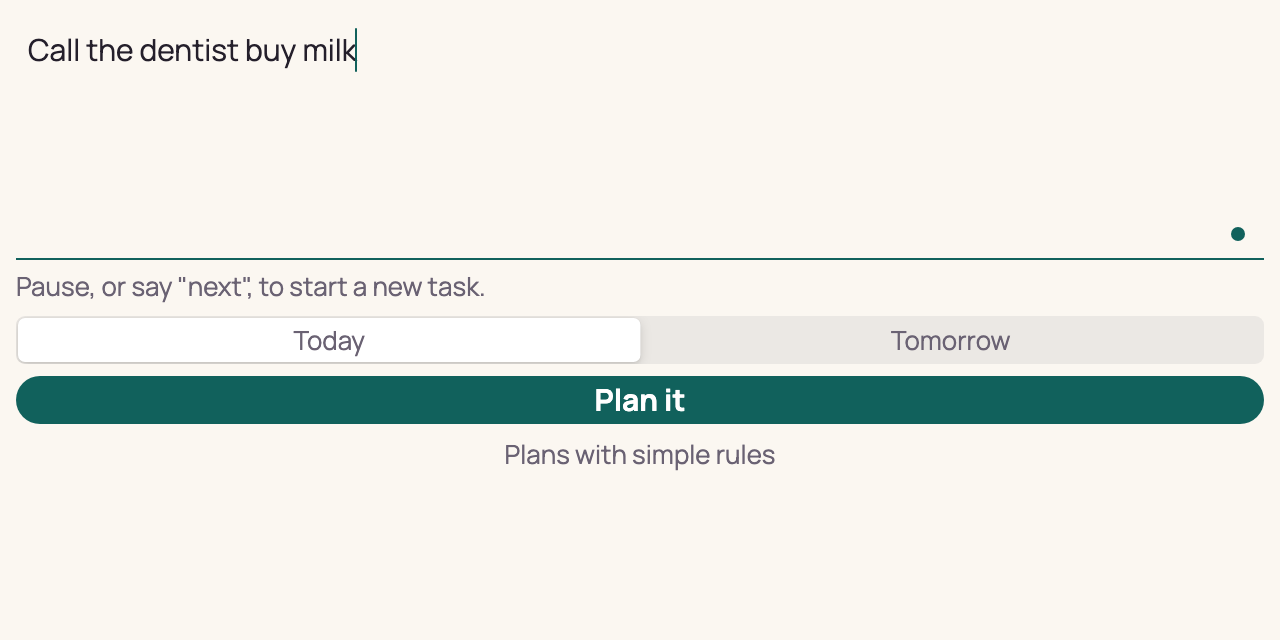 Call the dentist buy milk
Pause, or say "next", to start a new task.
Today
Tomorrow
Plan it
Plans with simple rules